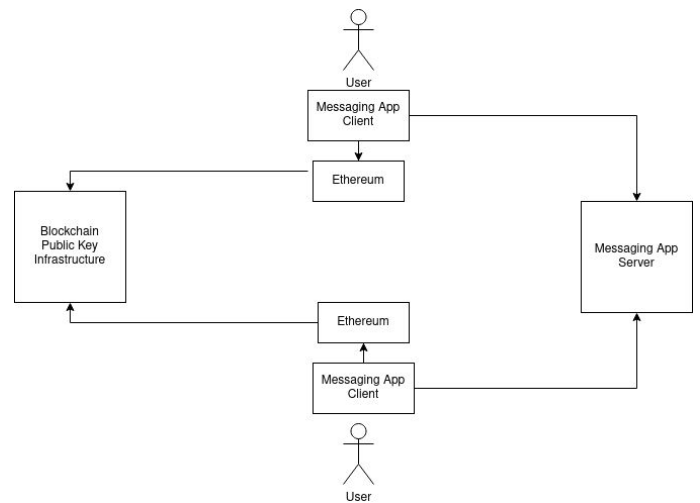 User
Messaging App
Client
Ethereum
Blockchain
Public Key
Infrastructure
Messaging App
Server
Ethereum
Messaging App
Client
User